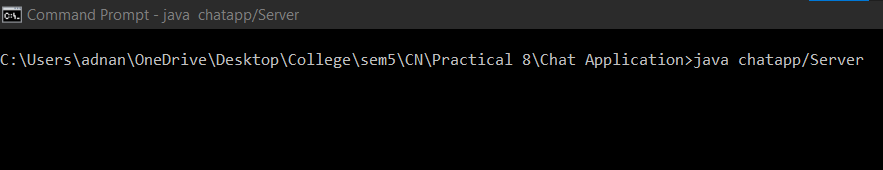 Command Prompt - java  chatapp/Server
C:\Users\adnan\OneDrive\Desktop\College\sem5\CN\Practical 8\Chat Application>java chatapp/Server